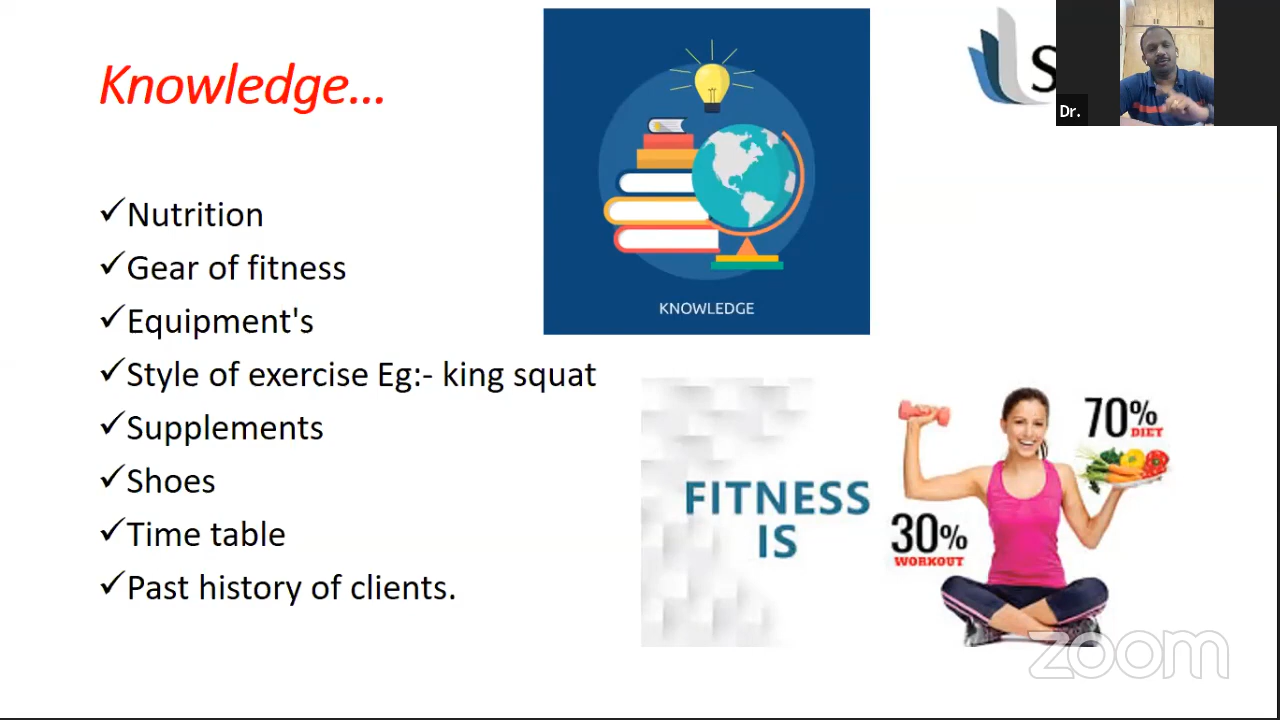 Knowledge...
KNOWLEDGE
S
Dr.
✓Nutrition
✓Gear of fitness
✓Equipment's
✓Style of exercise Eg:- king squat
✓Supplements
✓Shoes
✓Time table
✓Past history of clients.
FITNESS
IS
70%
DIET
30%
WORKOUT
zoom